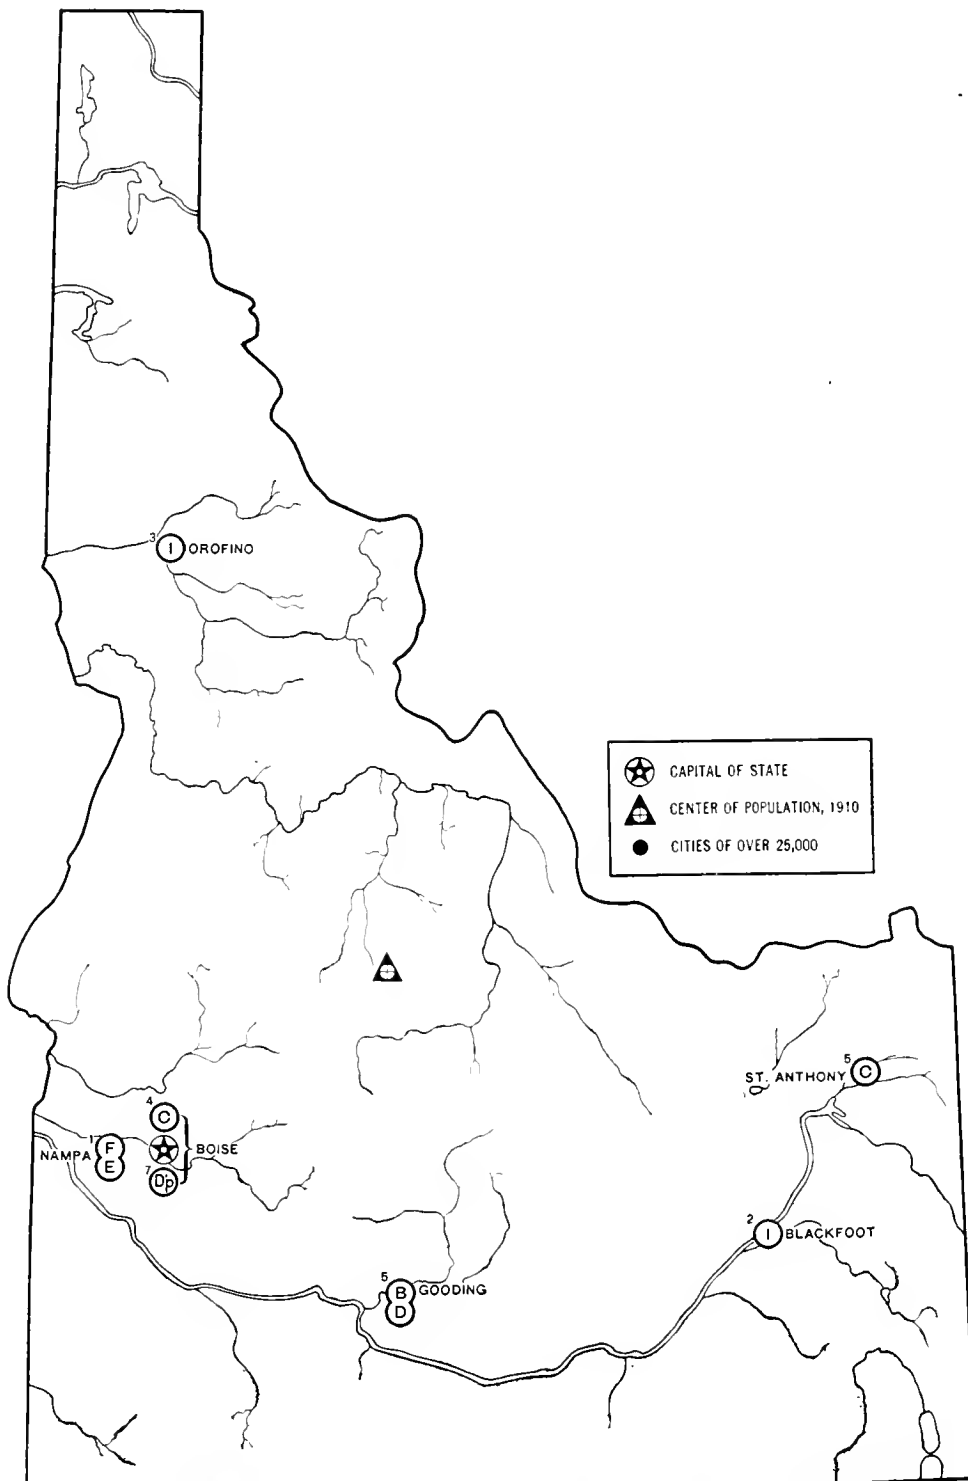 3
I OROFINO
CAPITAL OF STATE
CENTER OF POPULATION, 1910
CITIES OF OVER 25,000
5
ST. ANTHONY C
4
C
1
NAMPA F
E
BOISE
7
Dp
2
I BLACKFOOT
5
B GOODING
D